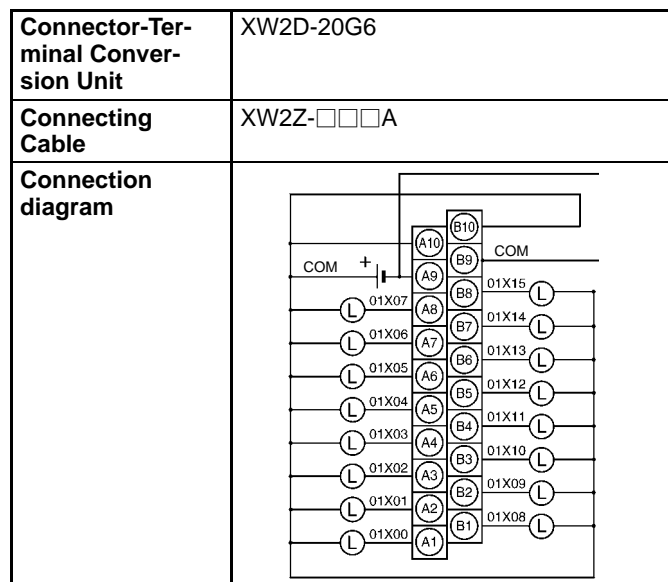 Connector-Ter-
minal Conver-
sion Unit
XW2D-20G6
Connecting
Cable
XW2Z-□□□A
Connection
diagram
B10
A10
COM
+
A9
B9
COM
L
01X07
A8
B8
01X15
L
L
01X06
A7
B7
01X14
L
L
01X05
A6
B6
01X13
L
L
01X04
A5
B5
01X12
L
L
01X03
A4
B4
01X11
L
L
01X02
A3
B3
01X10
L
L
01X01
A2
B2
01X09
L
L
01X00
A1
B1
01X08
L